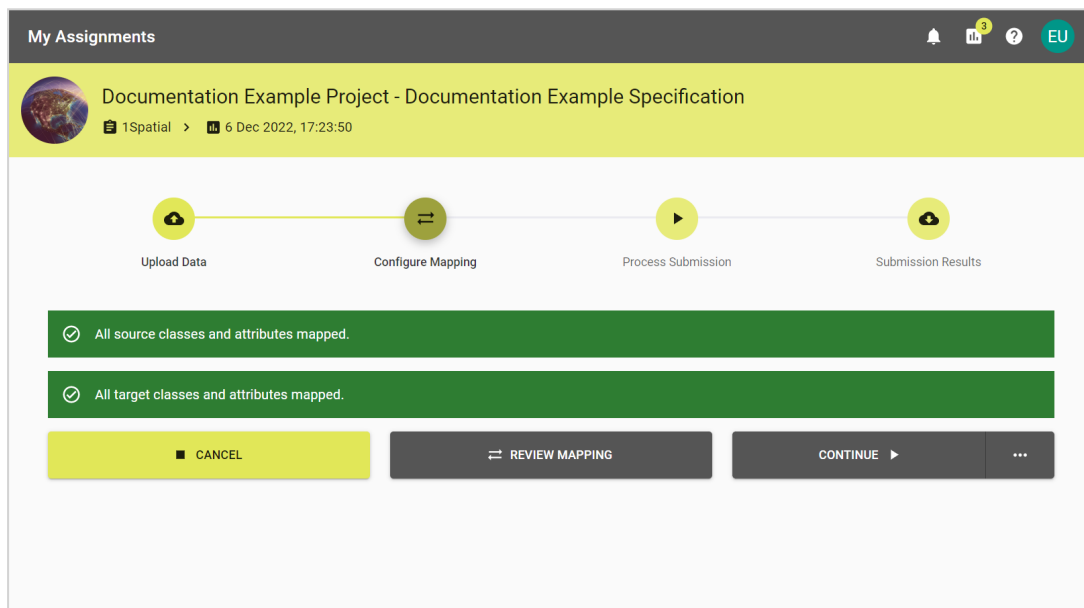 My Assignments
3
EU
Documentation Example Project - Documentation Example Specification
1Spatial > 6 Dec 2022, 17:23:50
Upload Data
Configure Mapping
Process Submission
Submission Results
All source classes and attributes mapped.
All target classes and attributes mapped.
CANCEL
REVIEW MAPPING
CONTINUE